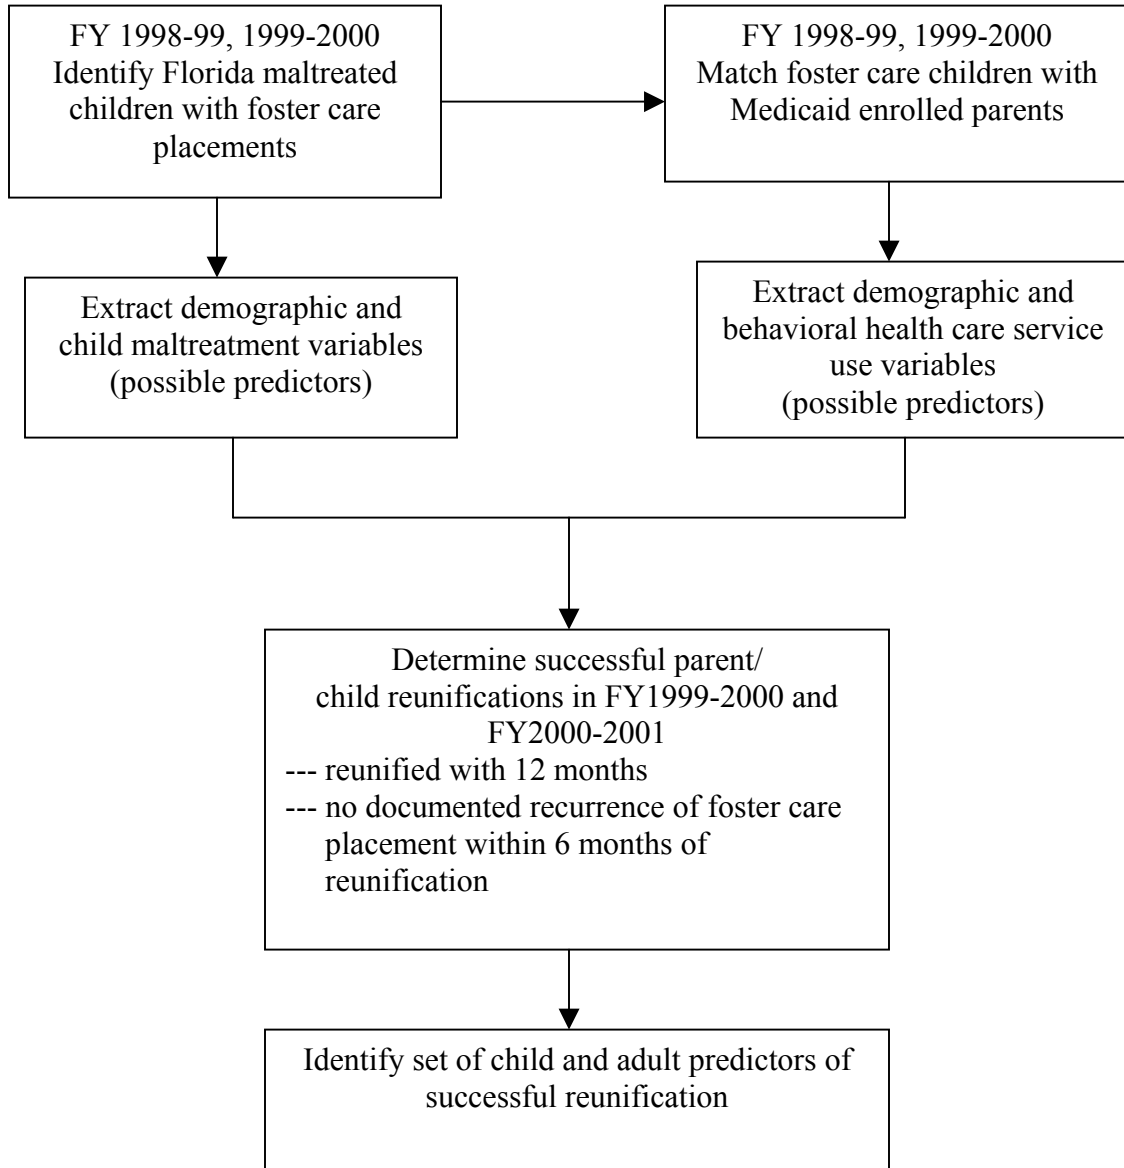 FY 1998-99, 1999-2000
Identify Florida maltreated
children with foster care
placements
FY 1998-99, 1999-2000
Match foster care children with
Medicaid enrolled parents
Extract demographic and
child maltreatment variables
(possible predictors)
Extract demographic and
behavioral health care service
use variables
(possible predictors)
Determine successful parent/
child reunifications in FY1999-2000 and
FY2000-2001
--- reunified with 12 months
--- no documented recurrence of foster care
placement within 6 months of
reunification
Identify set of child and adult predictors of
successful reunification